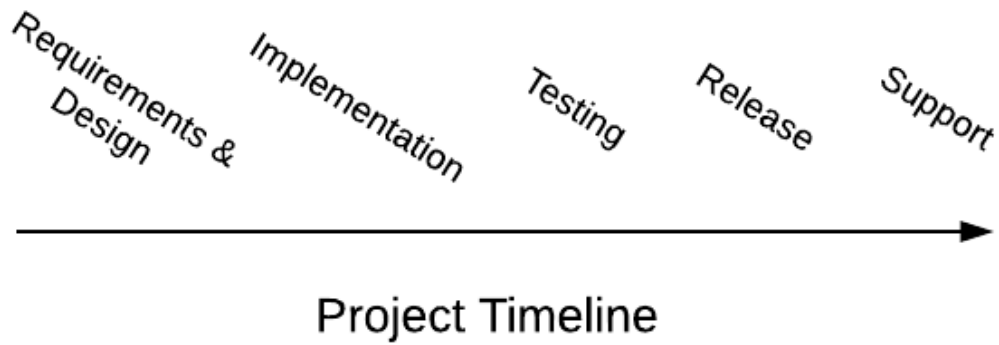 Requirements &
Design
Implementation
Testing
Release
Support
Project Timeline